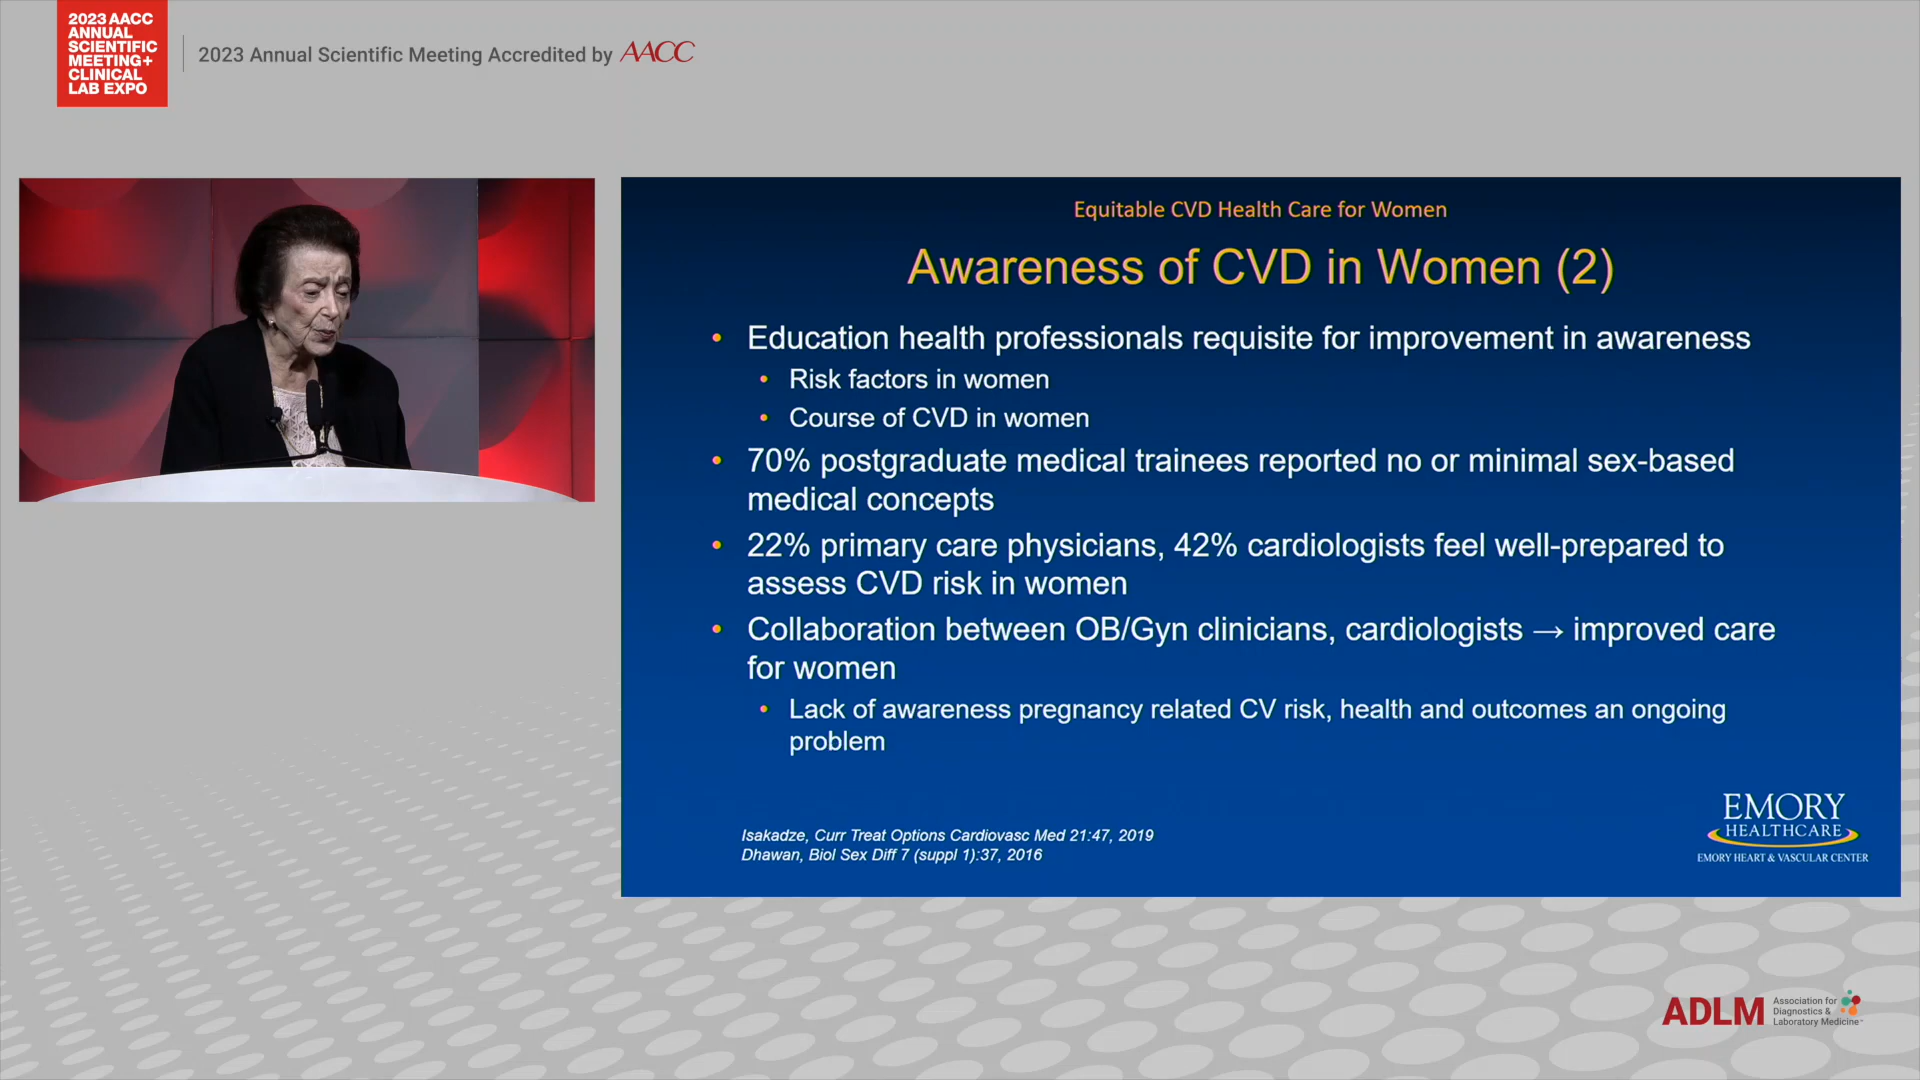 2023 AACC
ANNUAL
SCIENTIFIC
MEETING+
CLINICAL
LAB EXPO
2023 Annual Scientific Meeting Accredited by AACC
Equitable CVD Health Care for Women
Awareness of CVD in Women (2)
• Education health professionals requisite for improvement in awareness
• Risk factors in women
• Course of CVD in women
• 70% postgraduate medical trainees reported no or minimal sex-based
medical concepts
• 22% primary care physicians, 42% cardiologists feel well-prepared to
assess CVD risk in women
• Collaboration between OB/Gyn clinicians, cardiologists → improved care
for women
• Lack of awareness pregnancy related CV risk, health and outcomes an ongoing
problem
Isakadze, Curr Treat Options Cardiovasc Med 21:47, 2019
Dhawan, Biol Sex Diff 7 (suppl 1):37, 2016
EMORY
HEALTHCARE
EMORY HEART & VASCULAR CENTER
ADLM
Association for
Diagnostics &
Laboratory Medicine